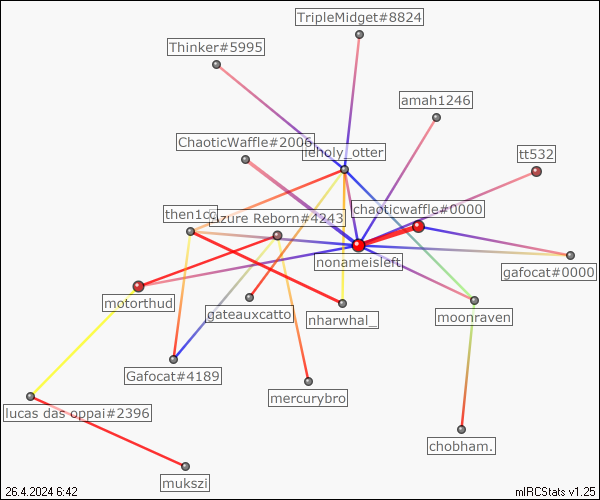 TripleMidget#8824
Thinker#5995
amah1246
ChaoticWaffle#2006
leholy_otter
tt532
chaoticwaffle#0000
then1cq
Azure Reborn#4243
nonameisleft
gafocat#0000
motorthud
gateauxcatto
nharwhal_
moonraven
Gafocat#4189
mercurybro
lucas das oppai#2396
chobham.
mukszi
26.4.2024 6:42
mIRCStats v1.25